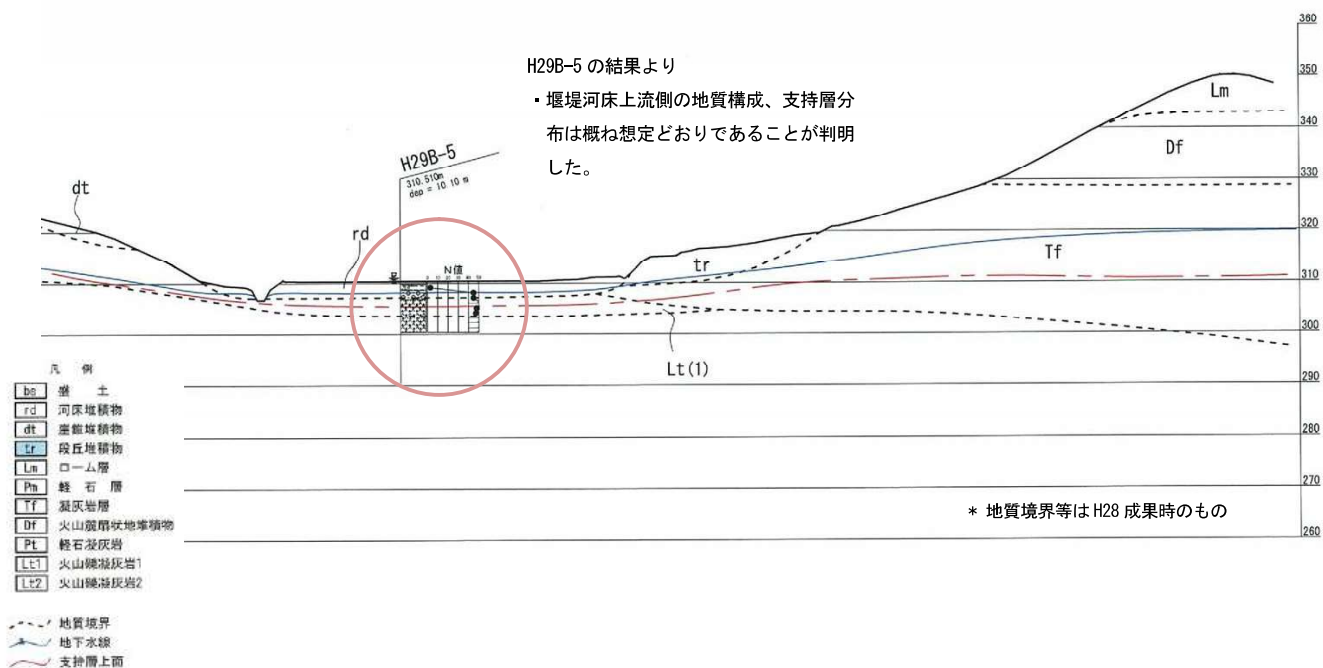 H29B-5 の結果より
・堰堤河床上流側の地質構成、支持層分
布は概ね想定どおりであることが判明
した。
360
350
340
330
320
310
300
290
280
270
260
Lm
Df
Tf
tr
Lt(1)
dt
rd
H29B-5
310.510m
dep = 10.10 m
N値
0 10 20 30 40 50
凡 例
bs 盛 土
rd 河床堆積物
dt 崖錐堆積物
tr 段丘堆積物
Lm ローム層
Pm 軽 石 層
Tf 凝灰岩層
Df 火山麓扇状地堆積物
Pt 軽石凝灰岩
Lt1 火山礫凝灰岩1
Lt2 火山礫凝灰岩2
地質境界
地下水線
支持層上面
* 地質境界等は H28 成果時のもの